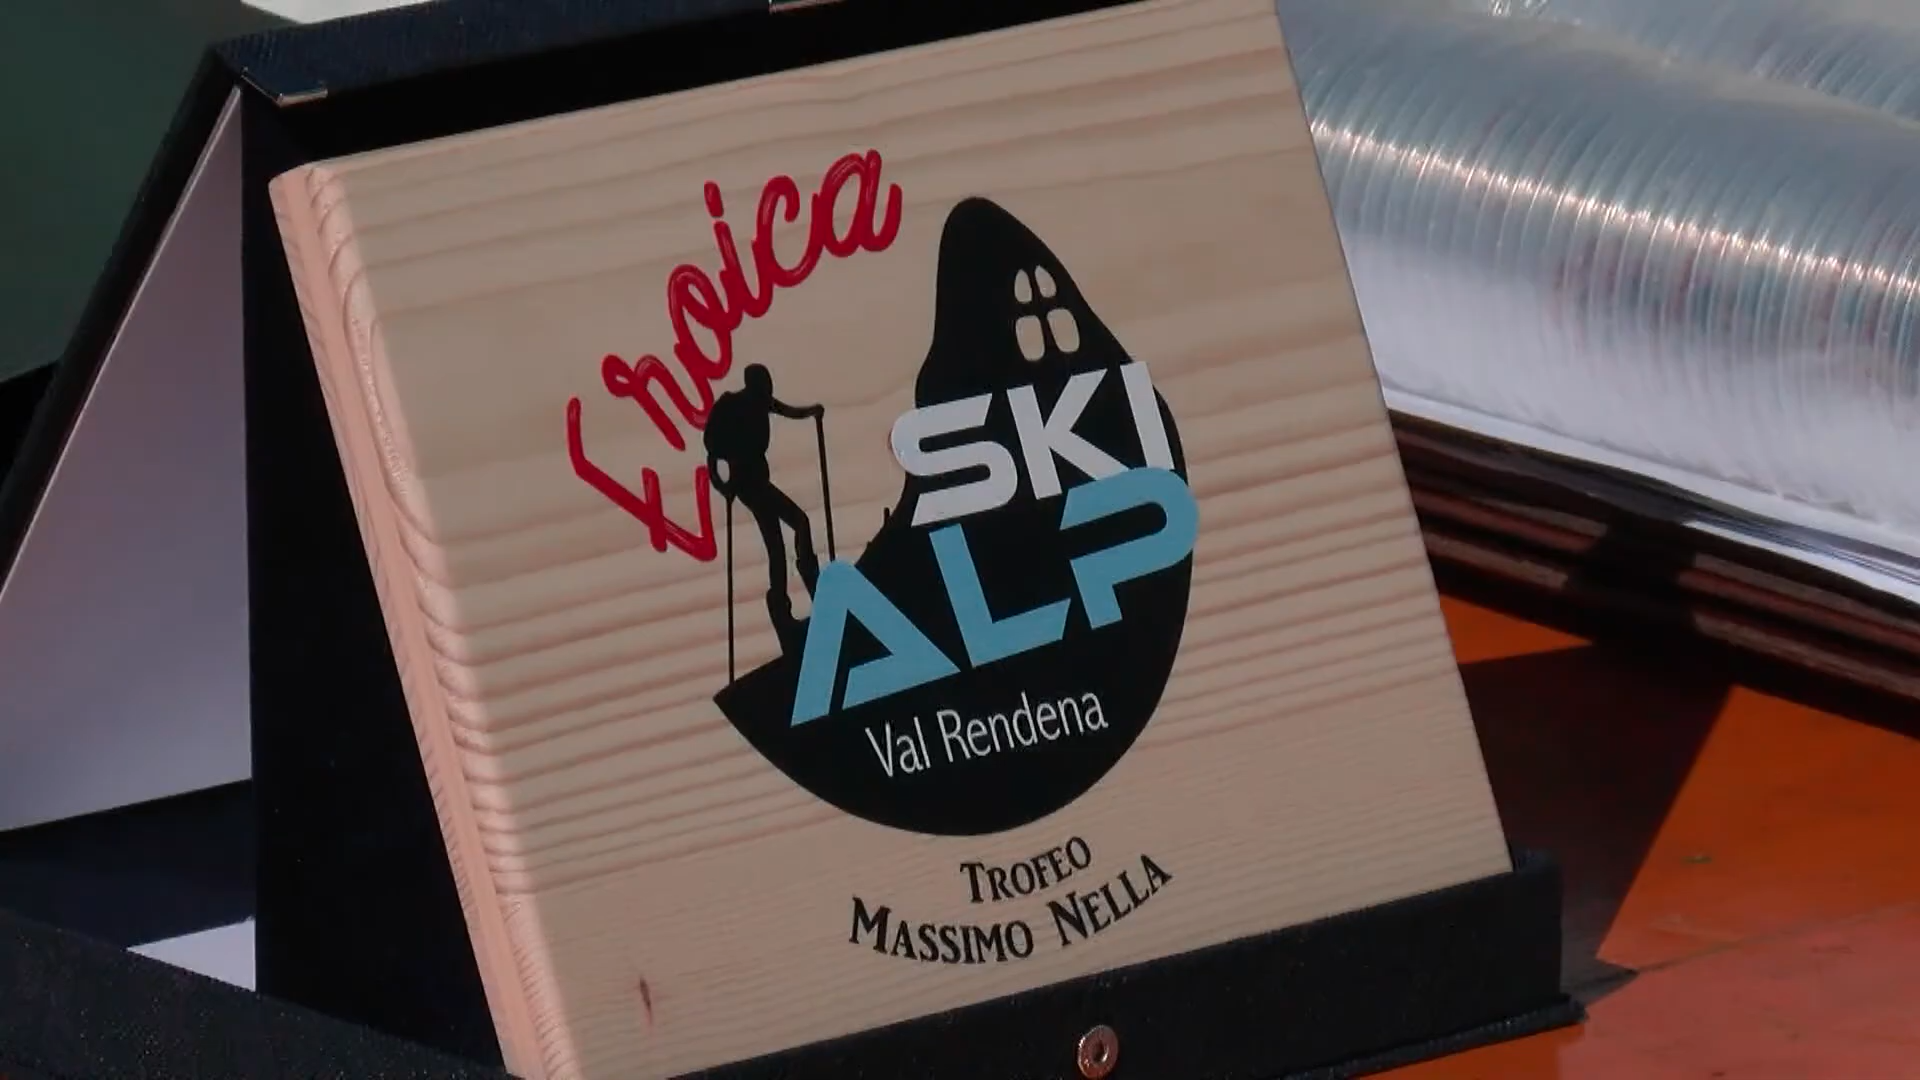 Eroica
SKI
ALP
Val Rendena
TROFEO
MASSIMO NELLA